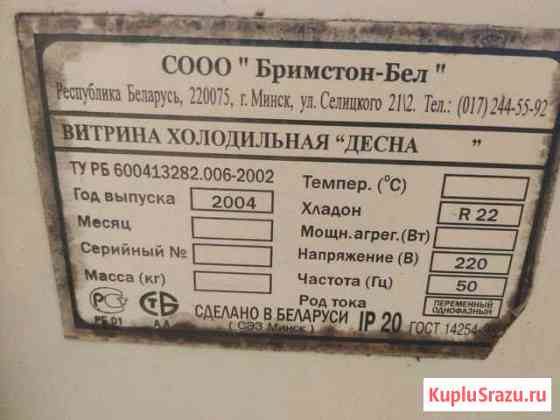 СООО " Бримстон-Бел "
Республика Беларусь, 220075, г. Минск, ул. Селицкого 21\2. Тел.: (017) 244-55-92
ВИТРИНА ХОЛОДИЛЬНАЯ “ДЕСНА ”
ТУ РБ 600413282.006-2002
Год выпуска 2004
Месяц
Серийный №
Масса (кг)
Темпер. (°C)
Хладон R 22
Мощн.агрег.(Вт)
Напряжение (В) 220
Частота (Гц) 50
Род тока ПЕРЕМЕННЫЙ ОДНОФАЗНЫЙ
РБ 01
А.А.
СДЕЛАНО В БЕЛАРУСИ
( СЭЗ Минск )
IP 20 ГОСТ 14254-
KupluSrazu.ru